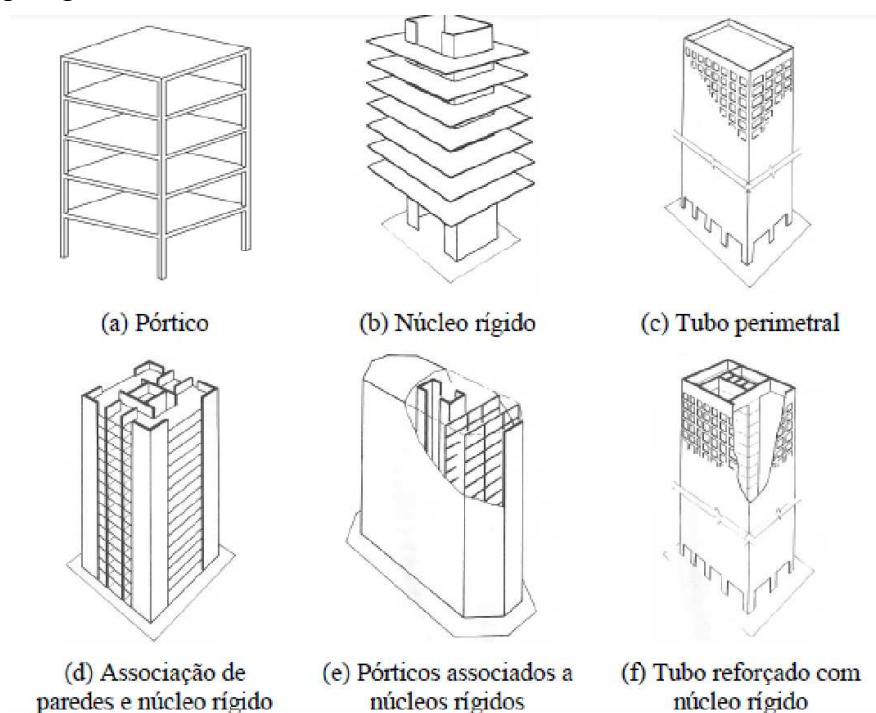 (a) Pórtico
(b) Núcleo rígido
(c) Tubo perimetral
(d) Associação de
paredes e núcleo rígido
(e) Pórticos associados a
núcleos rígidos
(f) Tubo reforçado com
núcleo rígido